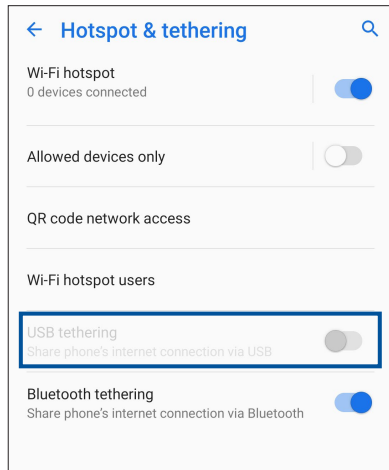 Hotspot & tethering
Wi-Fi hotspot
0 devices connected
Allowed devices only
QR code network access
Wi-Fi hotspot users
USB tethering
Share phone's internet connection via USB
Bluetooth tethering
Share phone's internet connection via Bluetooth